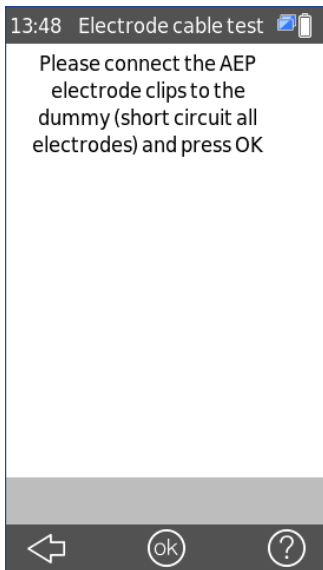 13:48 Electrode cable test
Please connect the AEP
electrode clips to the
dummy (short circuit all
electrodes) and press OK
ok
?